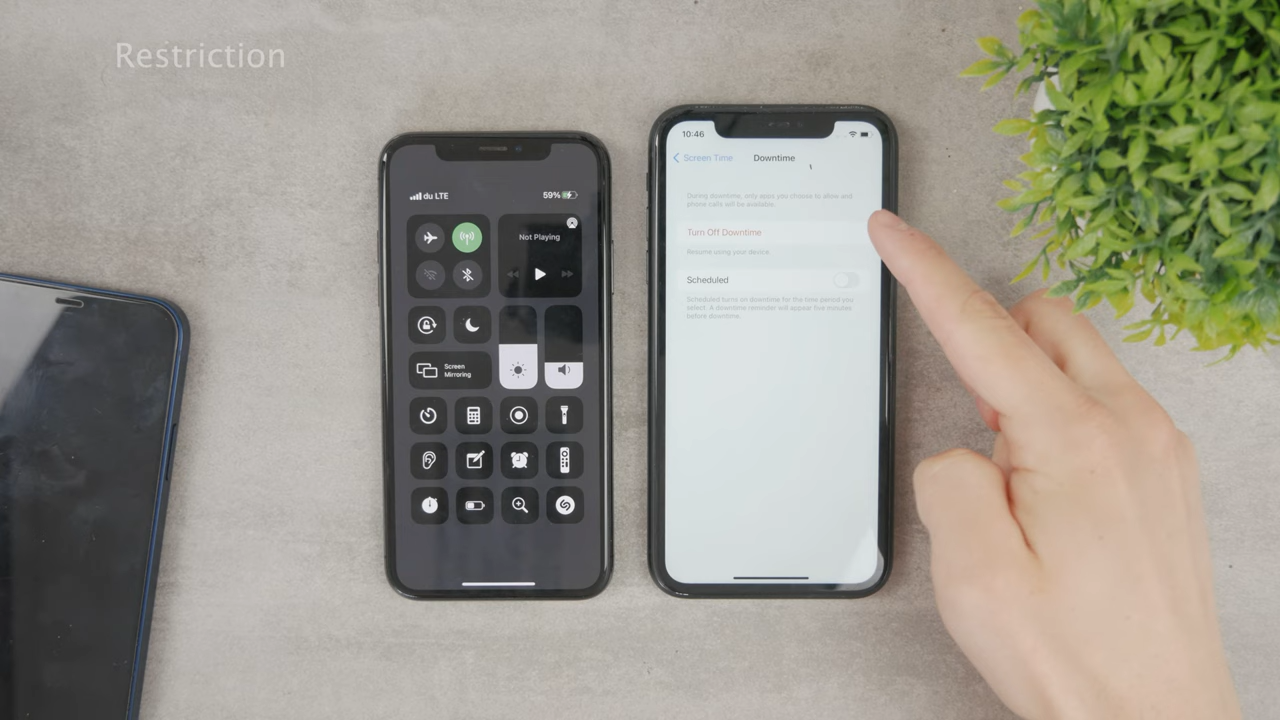 Restriction
du LTE
59%
Not Playing
Screen
Mirroring
10:46
Screen Time
Downtime
During downtime, only apps you choose to allow and
phone calls will be available.
Turn Off Downtime
Resume using your device.
Scheduled
Scheduled turns on downtime for the time period you
select. A downtime reminder will appear five minutes
before downtime.